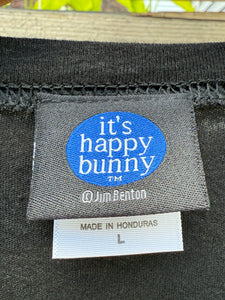 it's
happy
bunny
TM
©Jim Benton
MADE IN HONDURAS
L